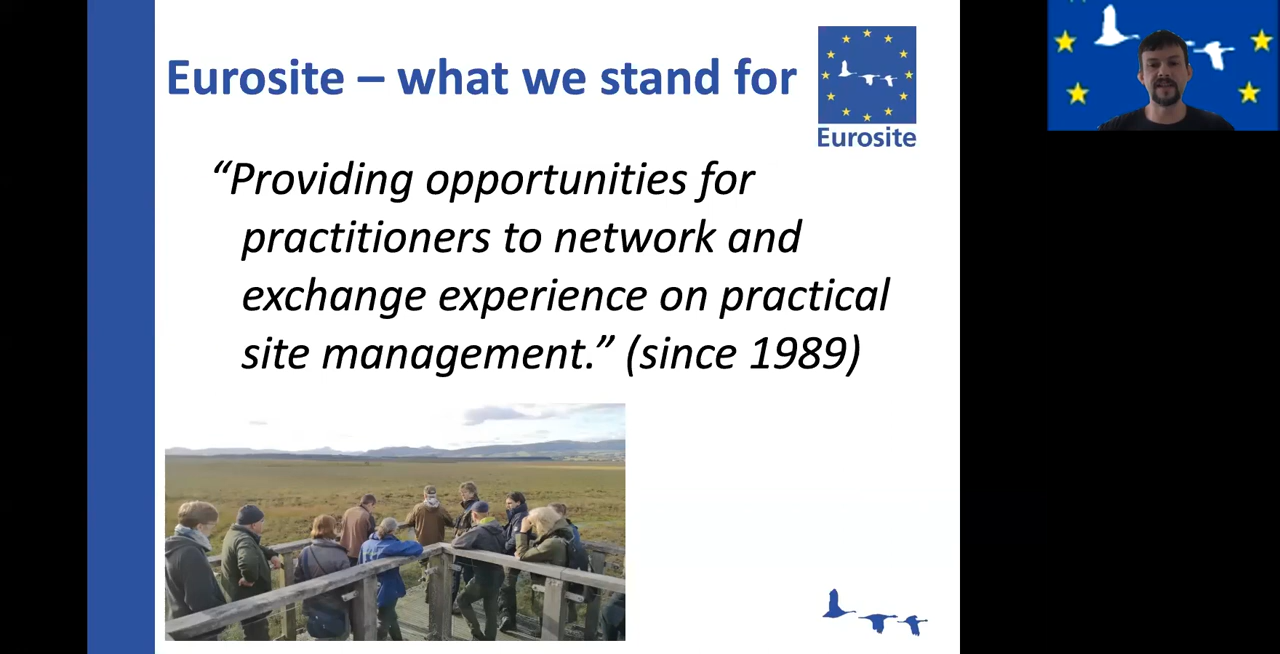 Eurosite – what we stand for
Eurosite
“Providing opportunities for
practitioners to network and
exchange experience on practical
site management.” (since 1989)